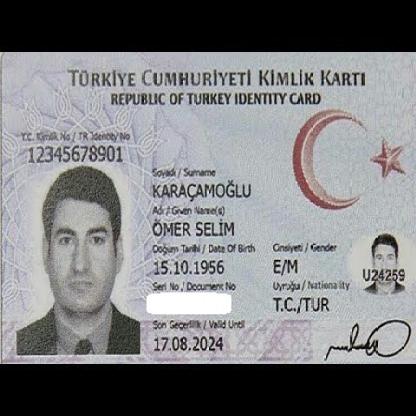 TÜRKİYE CUMHURİYETİ KİMLİK KARTI
REPUBLIC OF TURKEY IDENTITY CARD
T.C. Kimlik No / TR Identity No
12345678901
Soyadı / Surname
KARAÇAMOĞLU
Adı / Given Name(s)
ÖMER SELİM
Doğum Tarihi / Date Of Birth
15.10.1956
Cinsiyeti / Gender
E/M
Seri No / Document No
Uyruğu / Nationality
T.C./TUR
U24259
Son Geçerlilik / Valid Until
17.08.2024